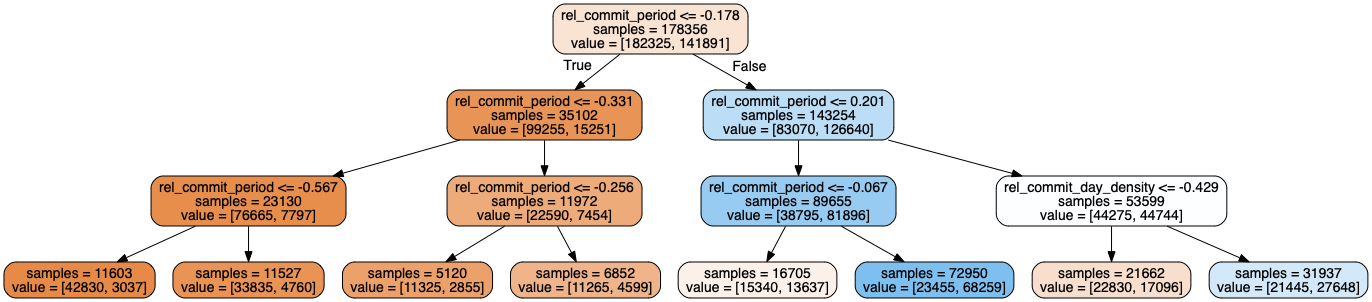 rel_commit_period <= -0.178
samples = 178356
value = [182325, 141891]
True
False
rel_commit_period <= -0.331
samples = 35102
value = [99255, 15251]
rel_commit_period <= 0.201
samples = 143254
value = [83070, 126640]
rel_commit_period <= -0.567
samples = 23130
value = [76665, 7797]
rel_commit_period <= -0.256
samples = 11972
value = [22590, 7454]
rel_commit_period <= -0.067
samples = 89655
value = [38795, 81896]
rel_commit_day_density <= -0.429
samples = 53599
value = [44275, 44744]
samples = 11603
value = [42830, 3037]
samples = 11527
value = [33835, 4760]
samples = 5120
value = [11325, 2855]
samples = 6852
value = [11265, 4599]
samples = 16705
value = [15340, 13637]
samples = 72950
value = [23455, 68259]
samples = 21662
value = [22830, 17096]
samples = 31937
value = [21445, 27648]